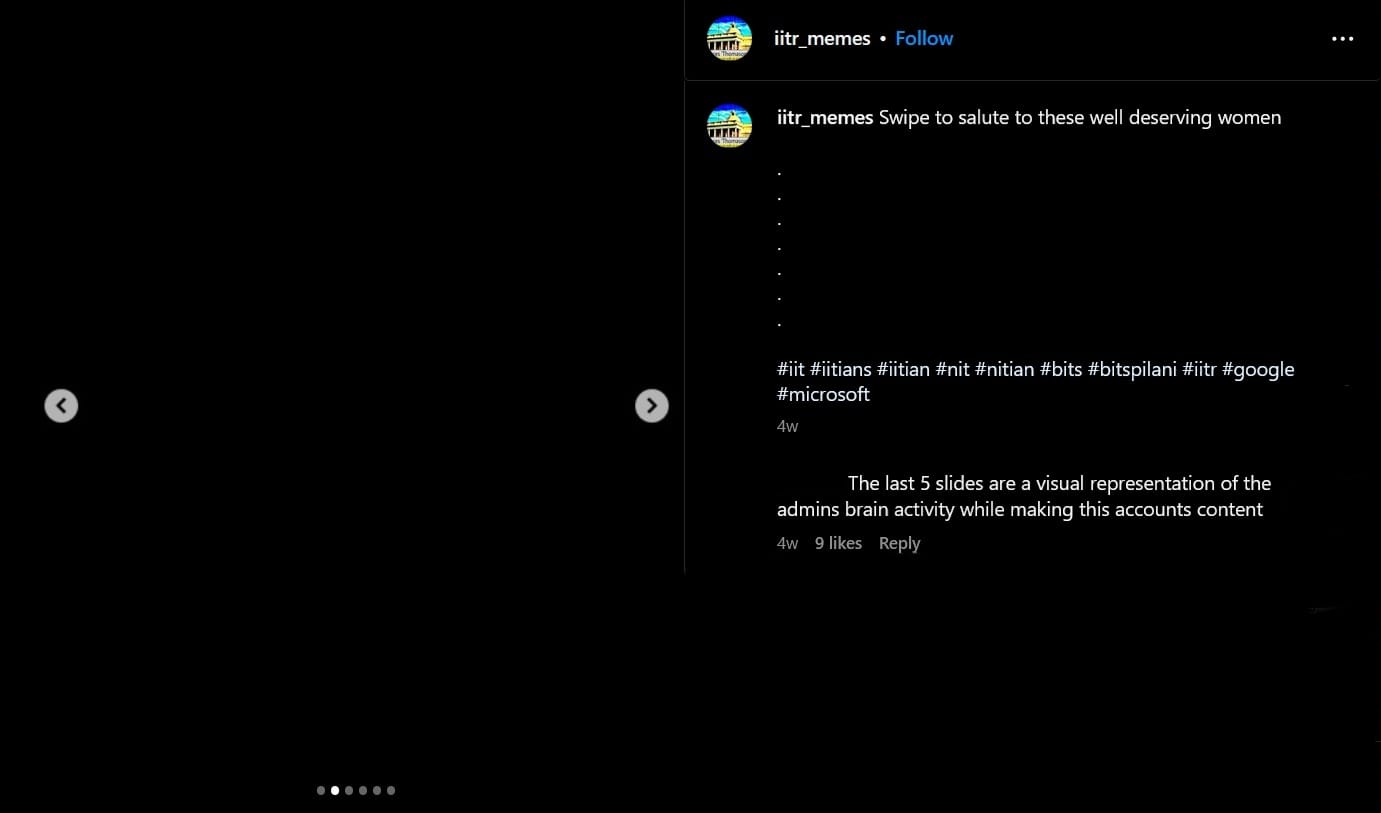 iitr_memes • Follow
iitr_memes Swipe to salute to these well deserving women
.
.
.
.
.
.
.
#iit #iitians #iitian #nit #nitian #bits #bitspilani #iitr #google
#microsoft
4w
The last 5 slides are a visual representation of the
admins brain activity while making this accounts content
4w 9 likes Reply